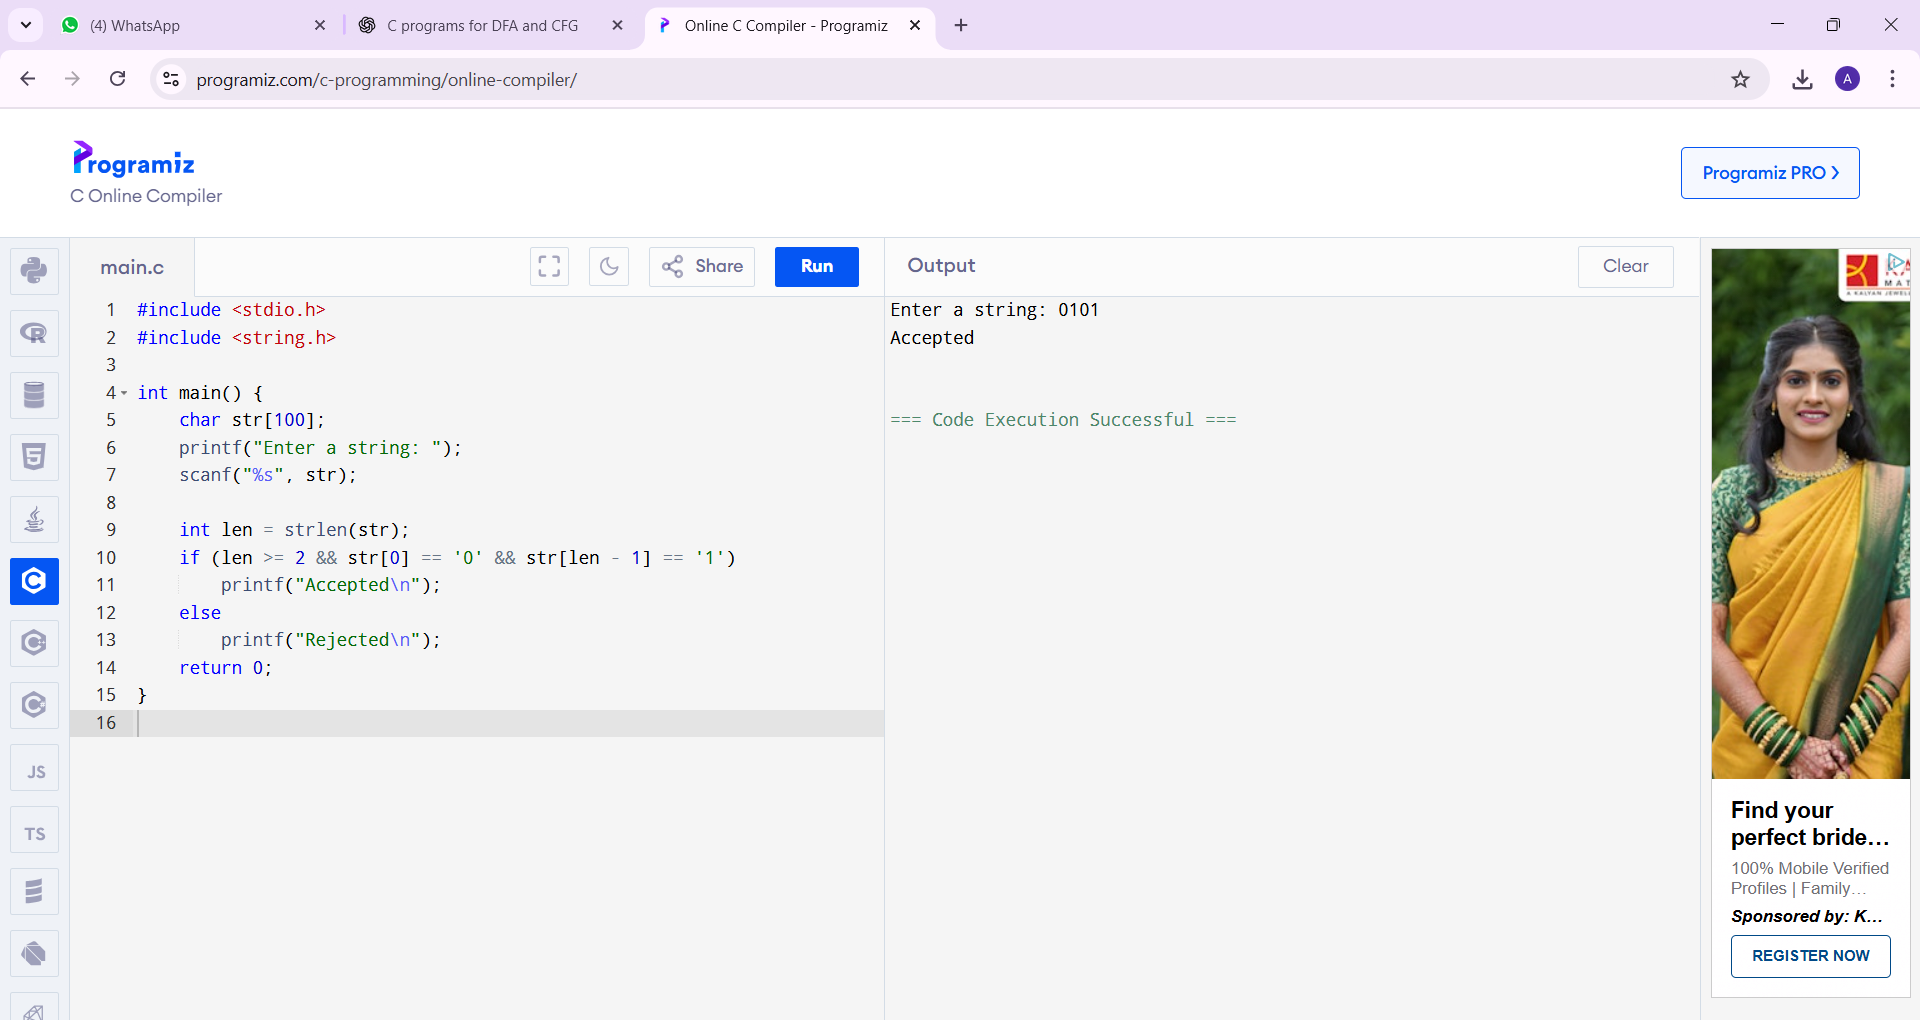 (4) WhatsApp
C programs for DFA and CFG
Online C Compiler - Programiz
programiz.com/c-programming/online-compiler/
A
Programiz
C Online Compiler
Programiz PRO
main.c
Share
Run
Output
Clear
1 #include <stdio.h>
2 #include <string.h>
3
4 int main() {
5     char str[100];
6     printf("Enter a string: ");
7     scanf("%s", str);
8
9     int len = strlen(str);
10     if (len >= 2 && str[0] == '0' && str[len - 1] == '1')
11         printf("Accepted\n");
12     else
13         printf("Rejected\n");
14     return 0;
15 }
16
Enter a string: 0101
Accepted
=== Code Execution Successful ===
JS
TS
MAT
A KALYAN JEWEL
Find your
perfect bride...
100% Mobile Verified
Profiles | Family...
Sponsored by: K...
REGISTER NOW